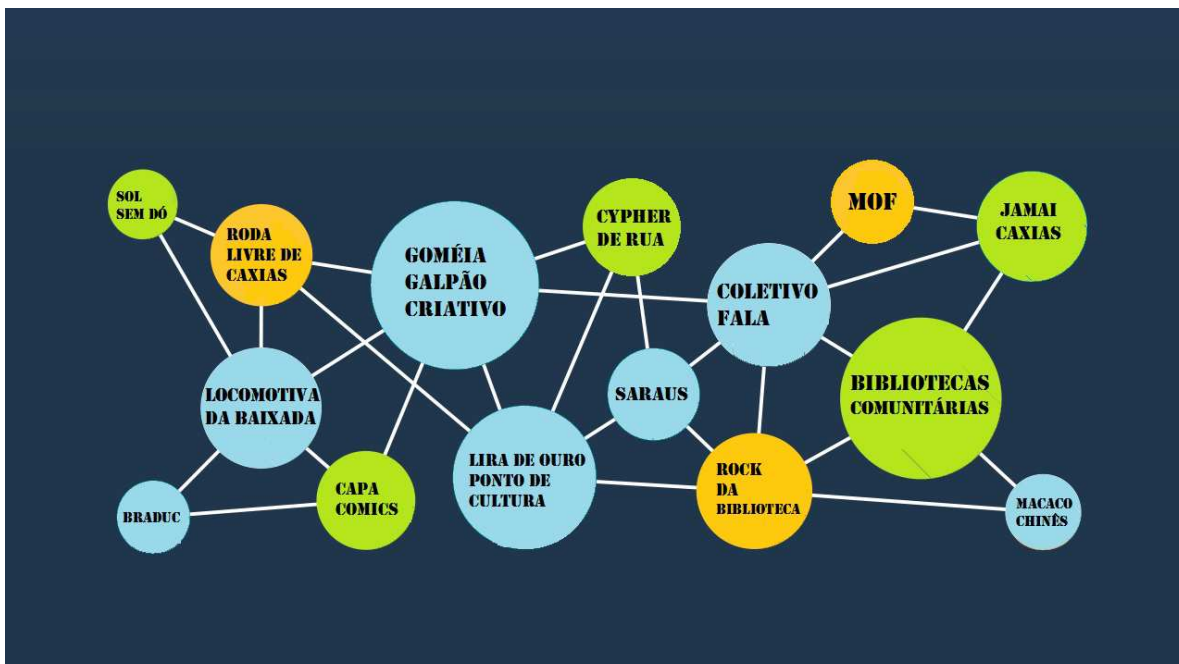 SOL
SEM DÓ
RODA
LIVRE DE
CAXIAS
GOMÉIA
GALPÃO
CRIATIVO
CYPHER
DE RUA
MOF
JAMAI
CAXIAS
COLETIVO
FALA
LOCOMOTIVA
DA BAIXADA
SARAUS
BIBLIOTECAS
COMUNITÁRIAS
BRADUC
CAPA
COMICS
LIRA DE OURO
PONTO DE
CULTURA
ROCK
DA
BIBLIOTECA
MACACO
CHINÊS